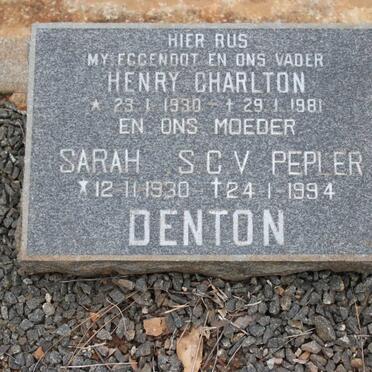 HIER RUS
MY EGGENOOT EN ONS VADER
HENRY CHARLTON
* 23.1.1930 - † 29.1.1981
EN ONS MOEDER
SARAH S.C.V. PEPLER
* 12.11.1930 - † 24.1.1994
DENTON